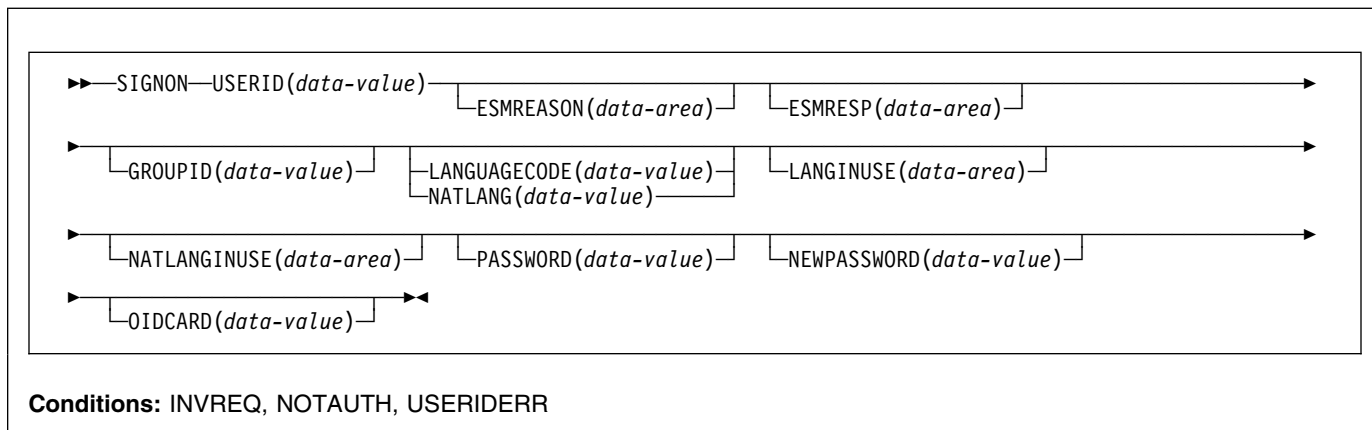 SIGNON USERID(data-value) ESMREASON(data-area) ESMRESP(data-area)
GROUPID(data-value) LANGUAGECODE(data-value) LANGINUSE(data-area)
NATLANG(data-value)
NATLANGINUSE(data-area) PASSWORD(data-value) NEWPASSWORD(data-value)
OIDCARD(data-value)
Conditions: INVREQ, NOTAUTH, USERIDERR